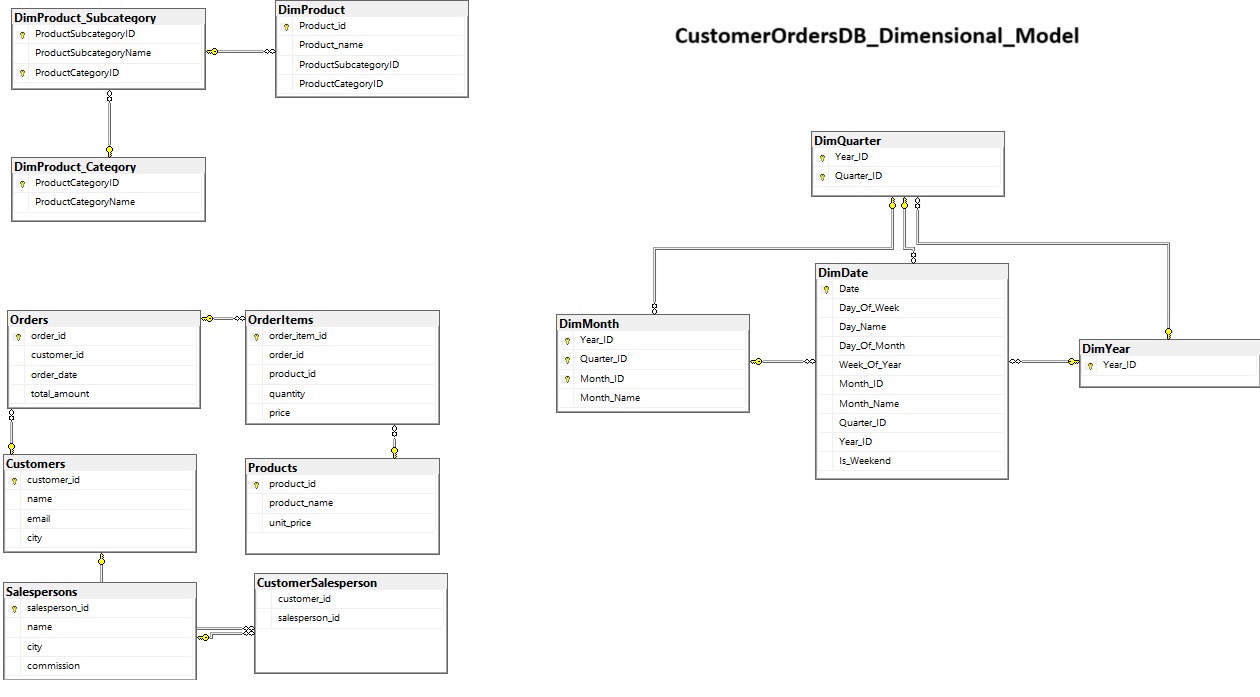 CustomerOrdersDB_Dimensional_Model
DimProduct_Subcategory
ProductSubcategoryID
ProductSubcategoryName
ProductCategoryID
DimProduct
Product_id
Product_name
ProductSubcategoryID
ProductCategoryID
DimProduct_Category
ProductCategoryID
ProductCategoryName
DimQuarter
Year_ID
Quarter_ID
DimMonth
Year_ID
Quarter_ID
Month_ID
Month_Name
DimDate
Date
Day_Of_Week
Day_Name
Day_Of_Month
Week_Of_Year
Month_ID
Month_Name
Quarter_ID
Year_ID
Is_Weekend
DimYear
Year_ID
Orders
order_id
customer_id
order_date
total_amount
OrderItems
order_item_id
order_id
product_id
quantity
price
Customers
customer_id
name
email
city
Products
product_id
product_name
unit_price
Salespersons
salesperson_id
name
city
commission
CustomerSalesperson
customer_id
salesperson_id